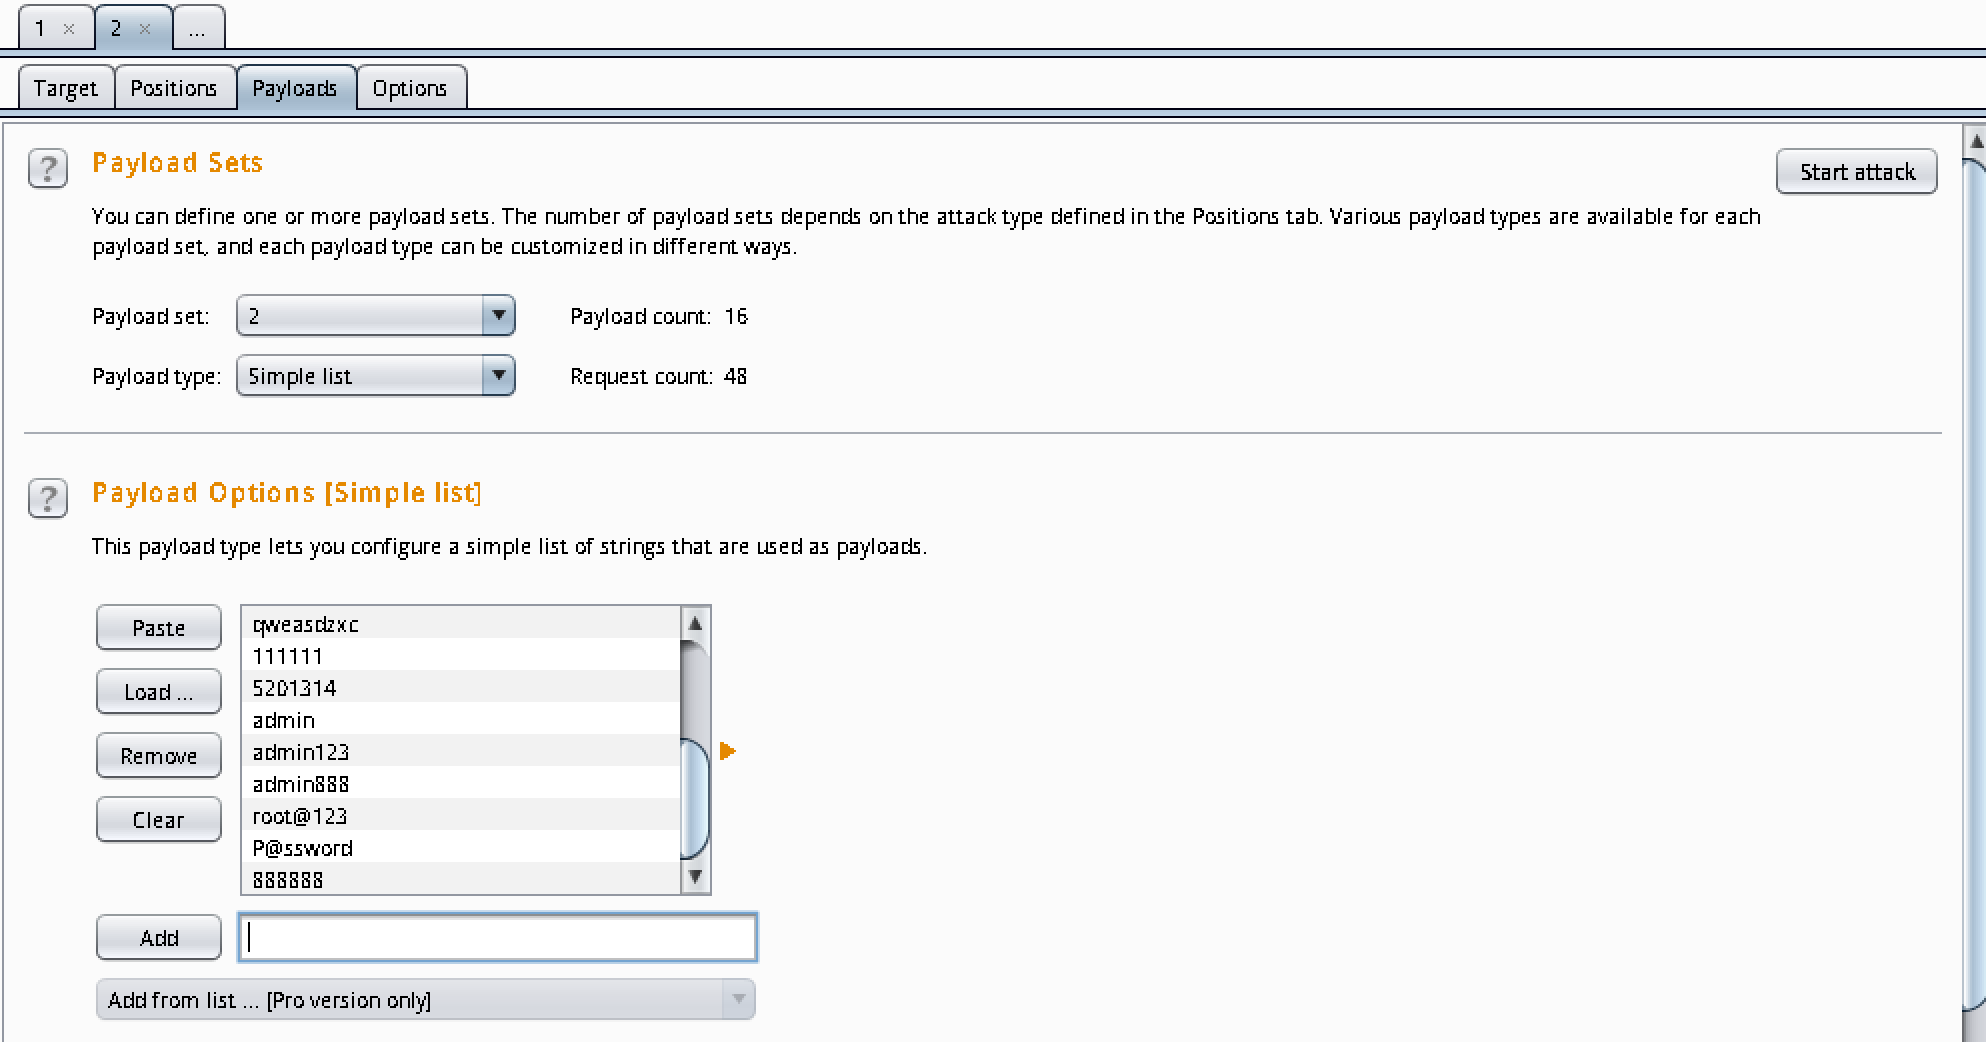 1 × 2 × ...
Target Positions Payloads Options
? Payload Sets
Start attack
You can define one or more payload sets. The number of payload sets depends on the attack type defined in the Positions tab. Various payload types are available for each
payload set, and each payload type can be customized in different ways.
Payload set: 2 Payload count: 16
Payload type: Simple list Request count: 48
? Payload Options [Simple list]
This payload type lets you configure a simple list of strings that are used as payloads.
Paste
Load ...
Remove
Clear
qweasdzxc
111111
5201314
admin
admin123
admin888
root@123
P@ssword
888888
Add
Add from list ... [Pro version only]